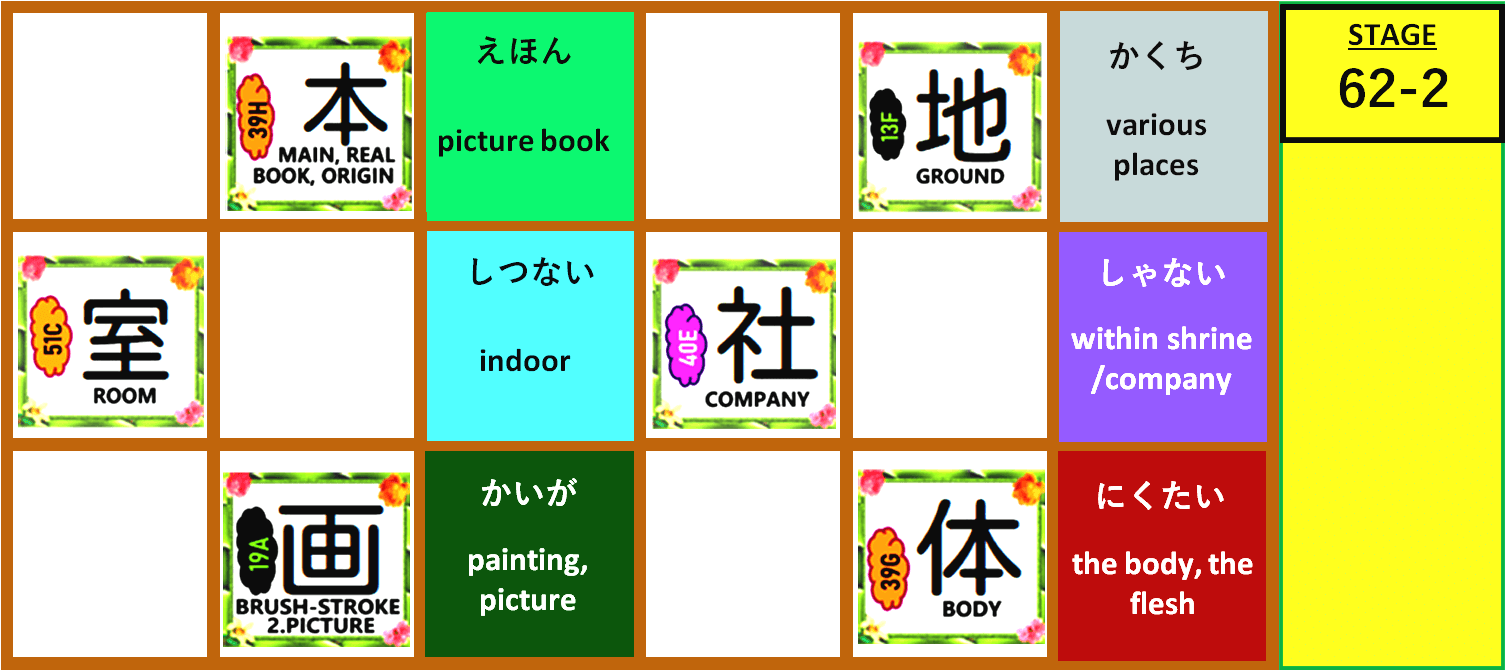 39H
本
MAIN, REAL
BOOK, ORIGIN
えほん
picture book
13F
地
GROUND
かくち
various
places
STAGE
62-2
51C
室
ROOM
しつない
indoor
40E
社
COMPANY
しゃない
within shrine
/company
19A
画
BRUSH-STROKE
2.PICTURE
かいが
painting,
picture
39G
体
BODY
にくたい
the body, the
flesh